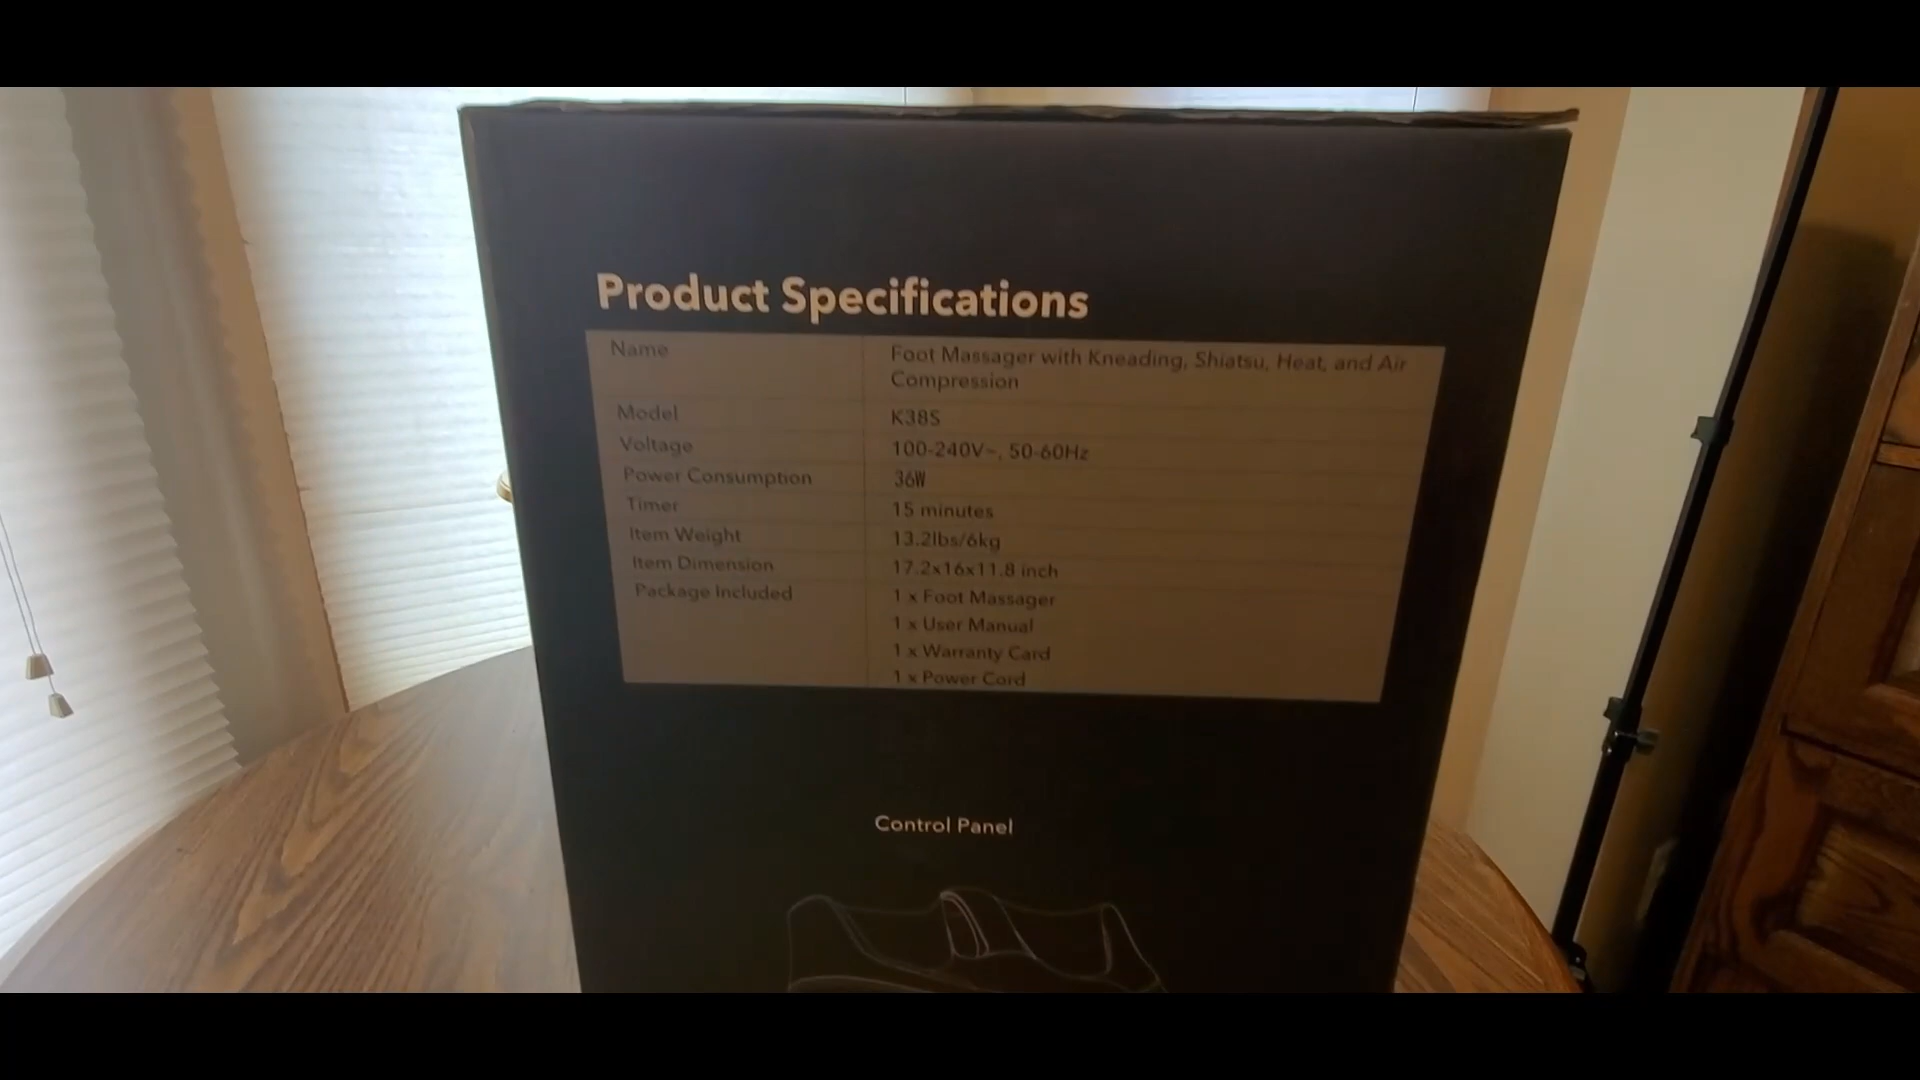 Product Specifications
Name Foot Massager with Kneading, Shiatsu, Heat, and Air
Compression
Model K38S
Voltage 100-240V~, 50-60Hz
Power Consumption 36W
Timer 15 minutes
Item Weight 13.2lbs/6kg
Item Dimension 17.2x16x11.8 inch
Package Included 1 x Foot Massager
1 x User Manual
1 x Warranty Card
1 x Power Cord
Control Panel